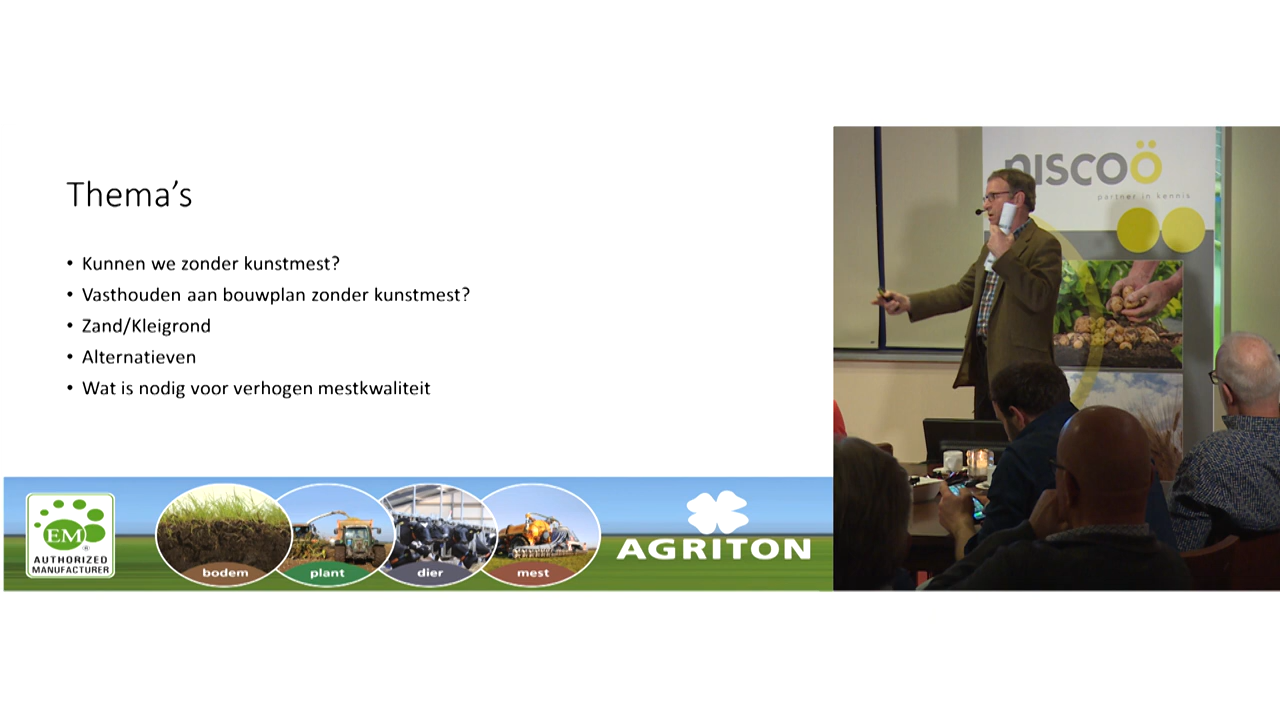 Thema's
• Kunnen we zonder kunstmest?
• Vasthouden aan bouwplan zonder kunstmest?
• Zand/Kleigrond
• Alternatieven
• Wat is nodig voor verhogen mestkwaliteit
EM®
AUTHORIZED
MANUFACTURER
bodem
plant
dier
mest
AGRITON
niscoö
partner in kennis